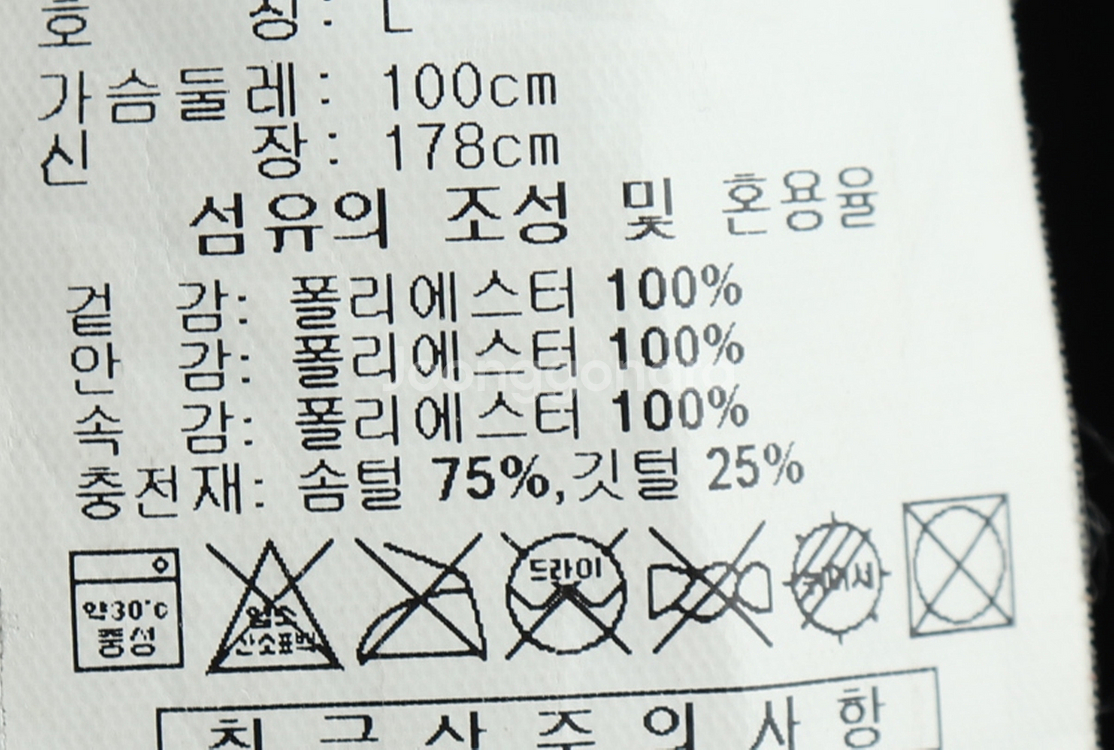 호 칭: L
가슴둘레: 100cm
신 장: 178cm
섬유의 조성 및 혼용율
겉 감: 폴리에스터 100%
안 감: 폴리에스터 100%
속 감: 폴리에스터 100%
충전재: 솜털 75%, 깃털 25%
약30°C 중성
염소 산소표백
드라이
뉘어서
취급상주의사항
Joonggonara